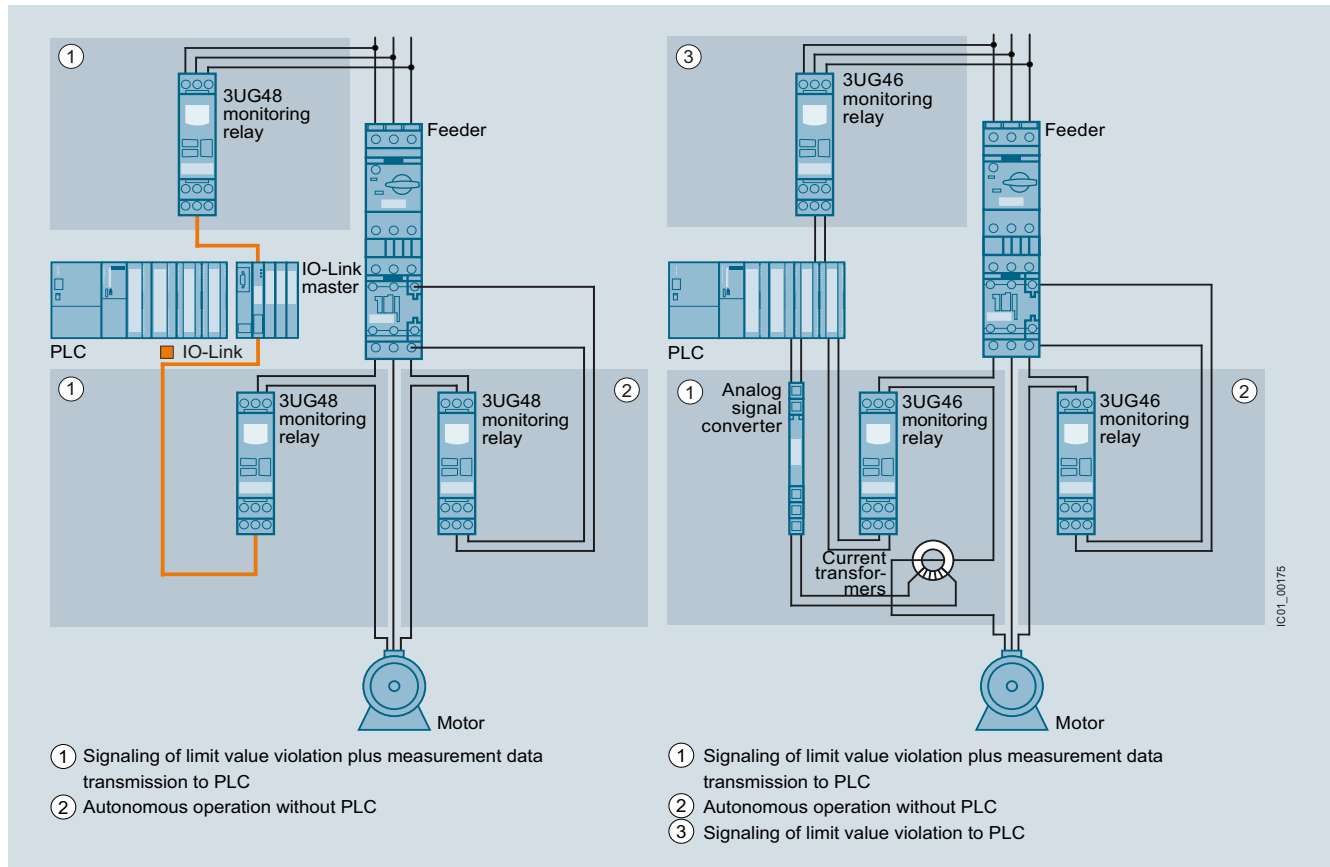 1
3UG48
monitoring
relay
Feeder
IO-Link
master
PLC
IO-Link
1
3UG48
monitoring
relay
3UG48
monitoring
relay
2
Motor
1 Signaling of limit value violation plus measurement data
transmission to PLC
2 Autonomous operation without PLC
3
3UG46
monitoring
relay
Feeder
PLC
1
Analog
signal
converter
3UG46
monitoring
relay
3UG46
monitoring
relay
2
Current
transfor-
mers
Motor
1 Signaling of limit value violation plus measurement data
transmission to PLC
2 Autonomous operation without PLC
3 Signaling of limit value violation to PLC
IC01_00175